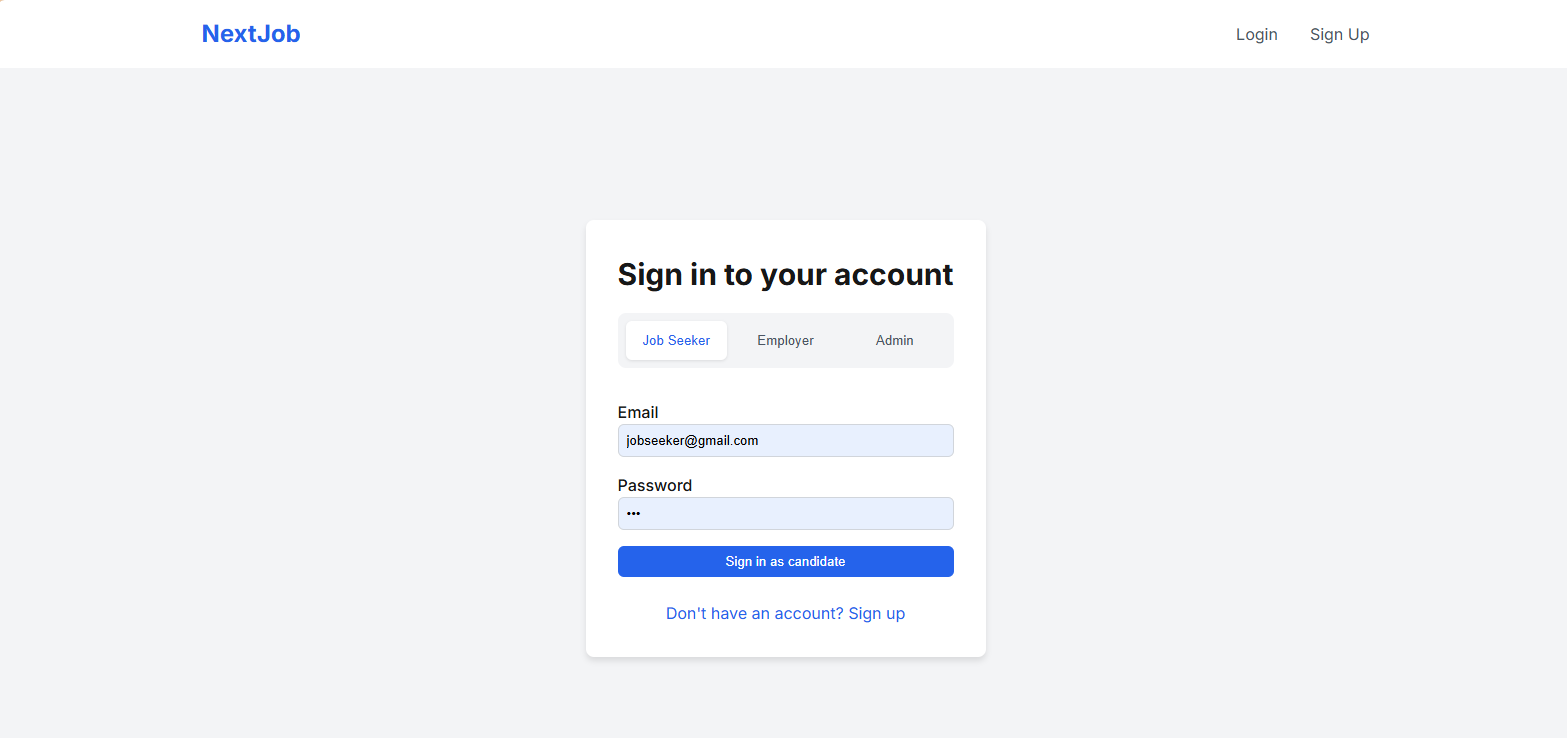 NextJob
Login
Sign Up
Sign in to your account
Job Seeker
Employer
Admin
Email
jobseeker@gmail.com
Password
•••
Sign in as candidate
Don't have an account? Sign up